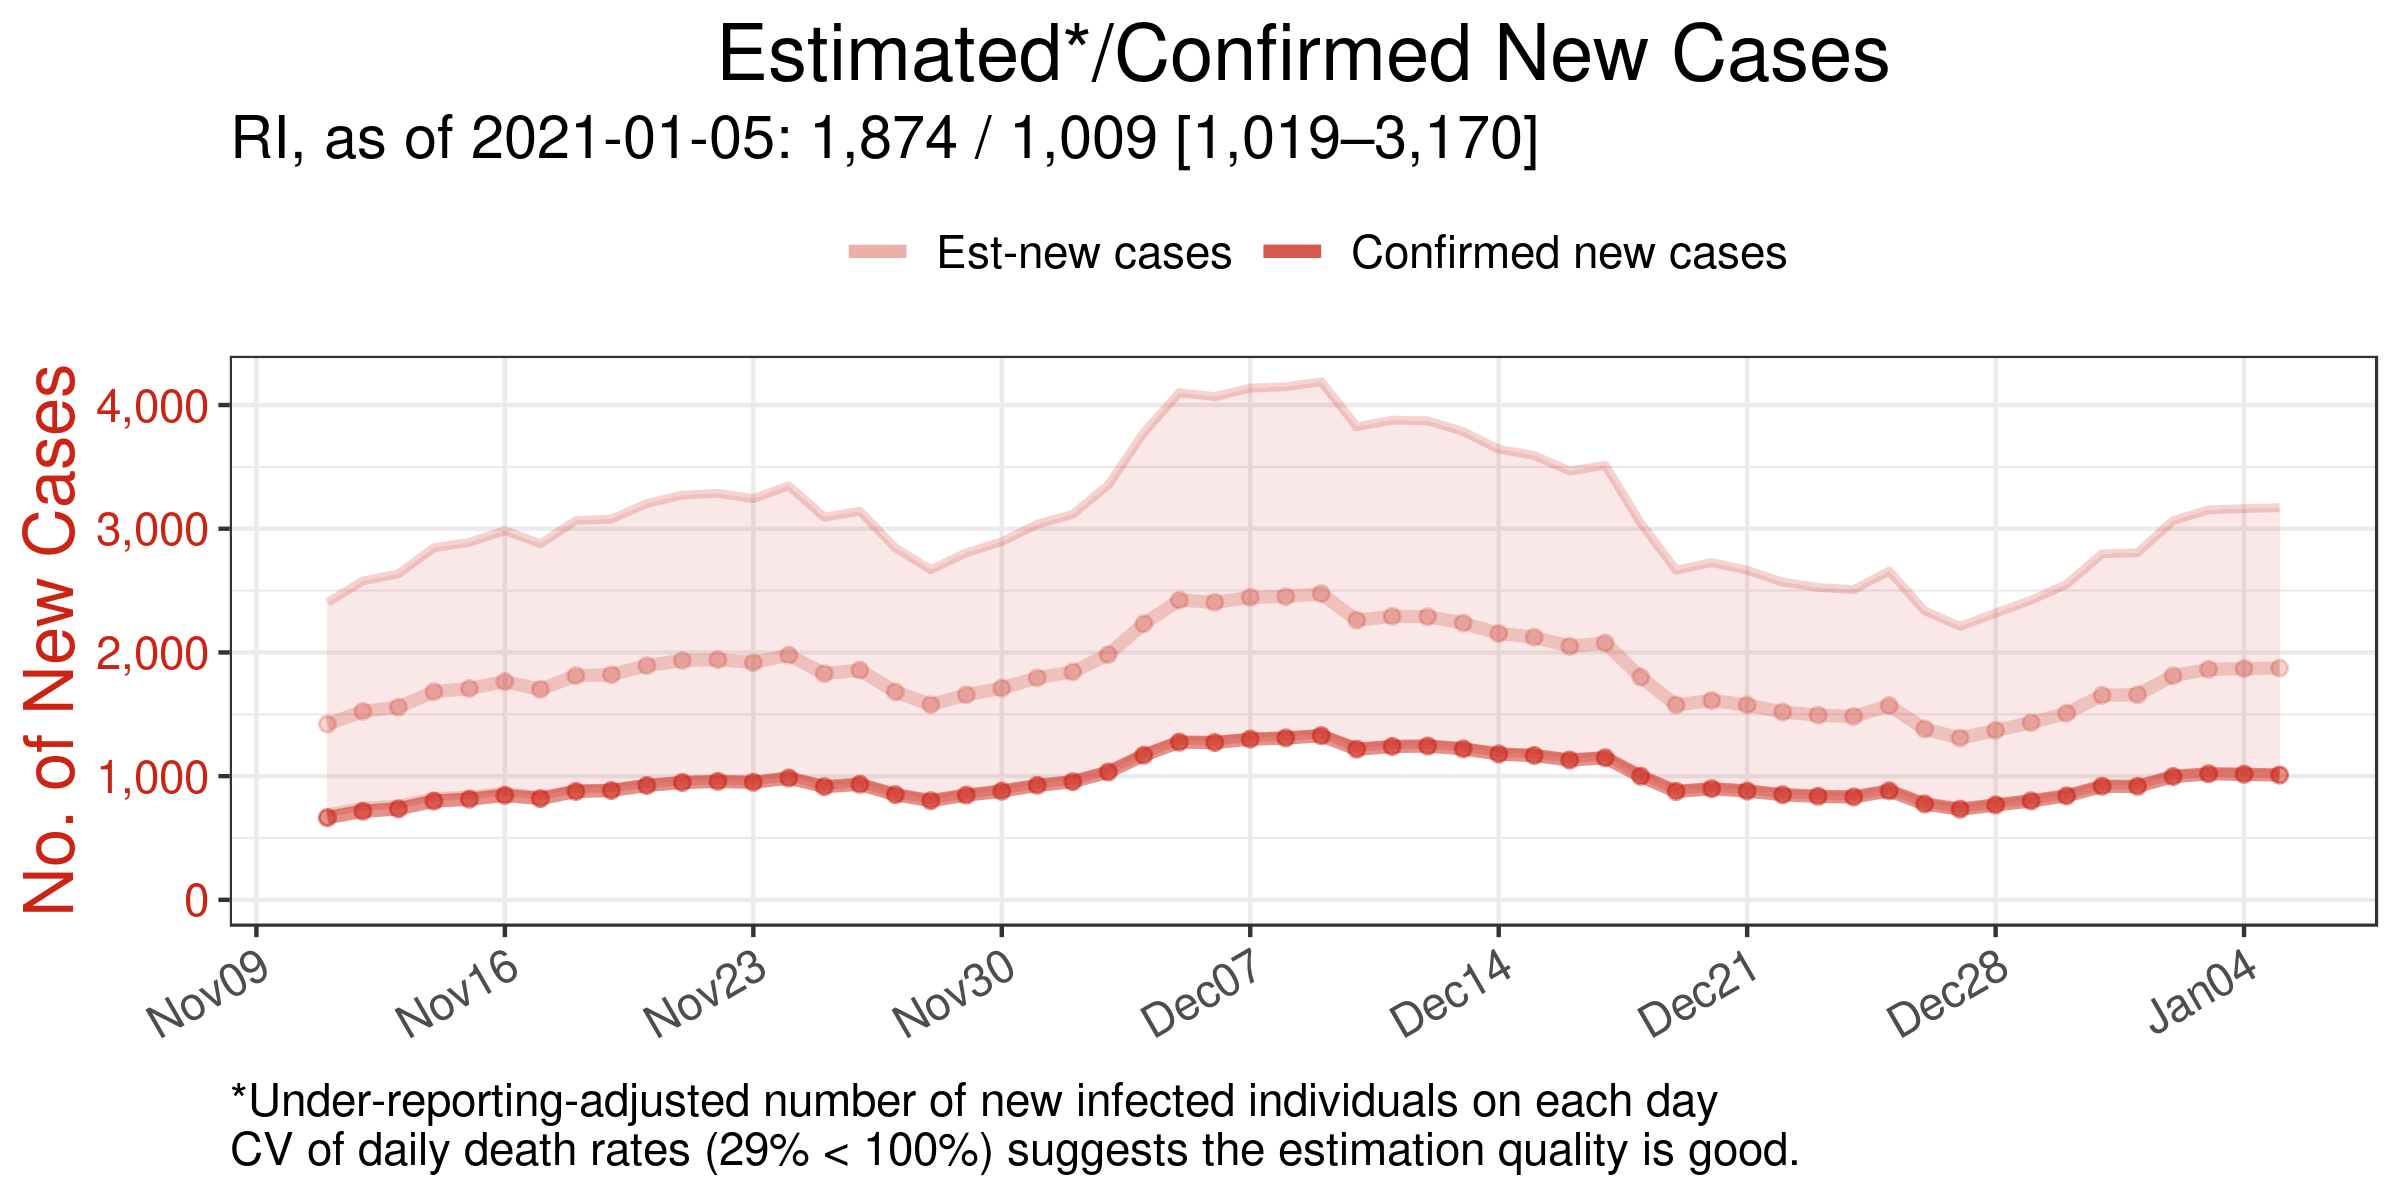 Estimated*/Confirmed New Cases
RI, as of 2021-01-05: 1,874 / 1,009 [1,019–3,170]
Est-new cases
Confirmed new cases
No. of New Cases
4,000
3,000
2,000
1,000
0
Nov09
Nov16
Nov23
Nov30
Dec07
Dec14
Dec21
Dec28
Jan04
*Under-reporting-adjusted number of new infected individuals on each day
CV of daily death rates (29% < 100%) suggests the estimation quality is good.